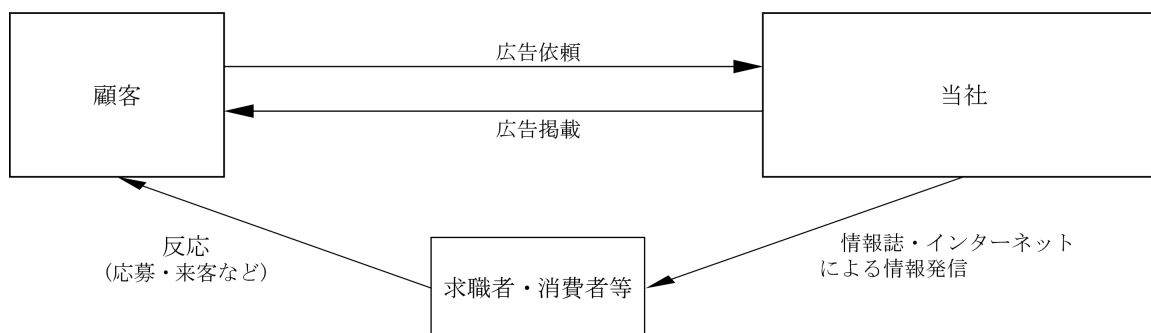 広告依頼
顧客
当社
広告掲載
反応
(応募・来客など)
情報誌・インターネット
による情報発信
求職者・消費者等